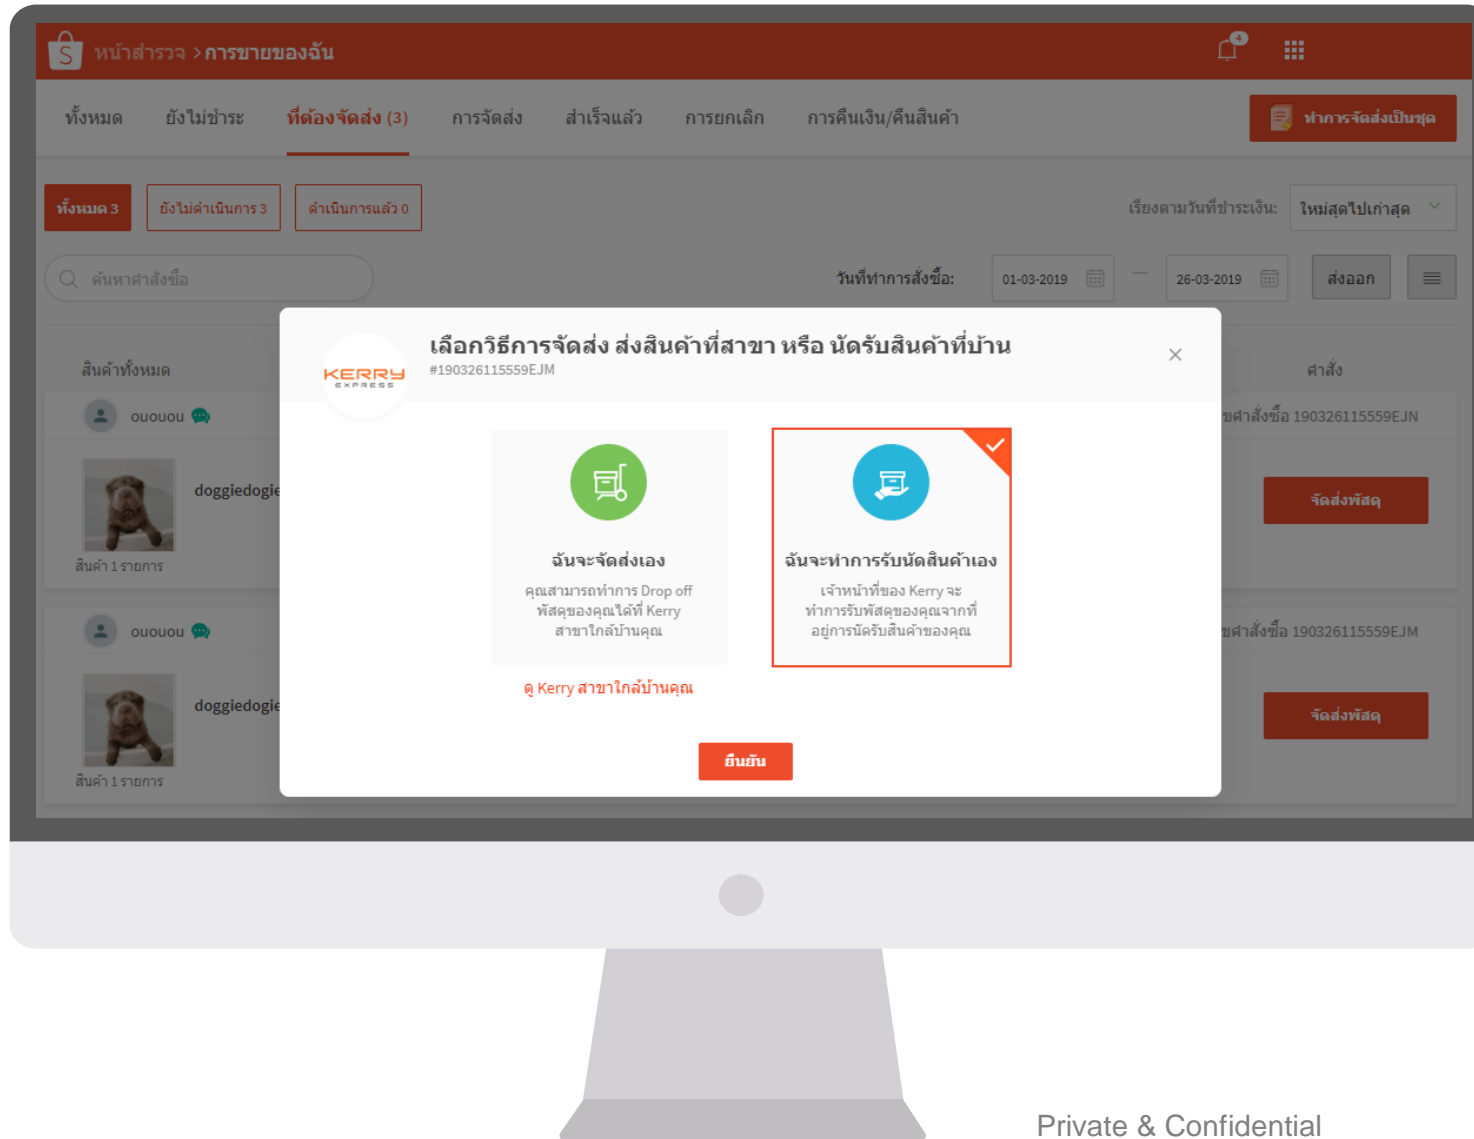 S หน้าสำรวจ > การขายของฉัน 4
ทั้งหมด ยังไม่ชำระ ที่ต้องจัดส่ง (3) การจัดส่ง สำเร็จแล้ว การยกเลิก การคืนเงิน/คืนสินค้า ทำการจัดส่งเป็นชุด
ทั้งหมด 3 ยังไม่ดำเนินการ 3 ดำเนินการแล้ว 0 เรียงตามวันที่ชำระเงิน: ใหม่สุดไปเก่าสุด
ค้นหาคำสั่งซื้อ วันที่ทำการสั่งซื้อ: 01-03-2019 — 26-03-2019 ส่งออก
สินค้าทั้งหมด คำสั่ง
ouououu ขคำสั่งซื้อ 190326115559EJN
doggiedogie จัดส่งพัสดุ
สินค้า 1 รายการ
ououou ขคำสั่งซื้อ 190326115559EJM
doggiedogie จัดส่งพัสดุ
สินค้า 1 รายการ
KERRY
EXPRESS
เลือกวิธีการจัดส่ง ส่งสินค้าที่สาขา หรือ นัดรับสินค้าที่บ้าน
#190326115559EJM
ฉันจะจัดส่งเอง
คุณสามารถทำการ Drop off
พัสดุของคุณได้ที่ Kerry
สาขาใกล้บ้านคุณ
ดู Kerry สาขาใกล้บ้านคุณ
ฉันจะทำการรับนัดสินค้าเอง
เจ้าหน้าที่ของ Kerry จะ
ทำการรับพัสดุของคุณจากที่
อยู่การนัดรับสินค้าของคุณ
ยืนยัน
Private & Confidential